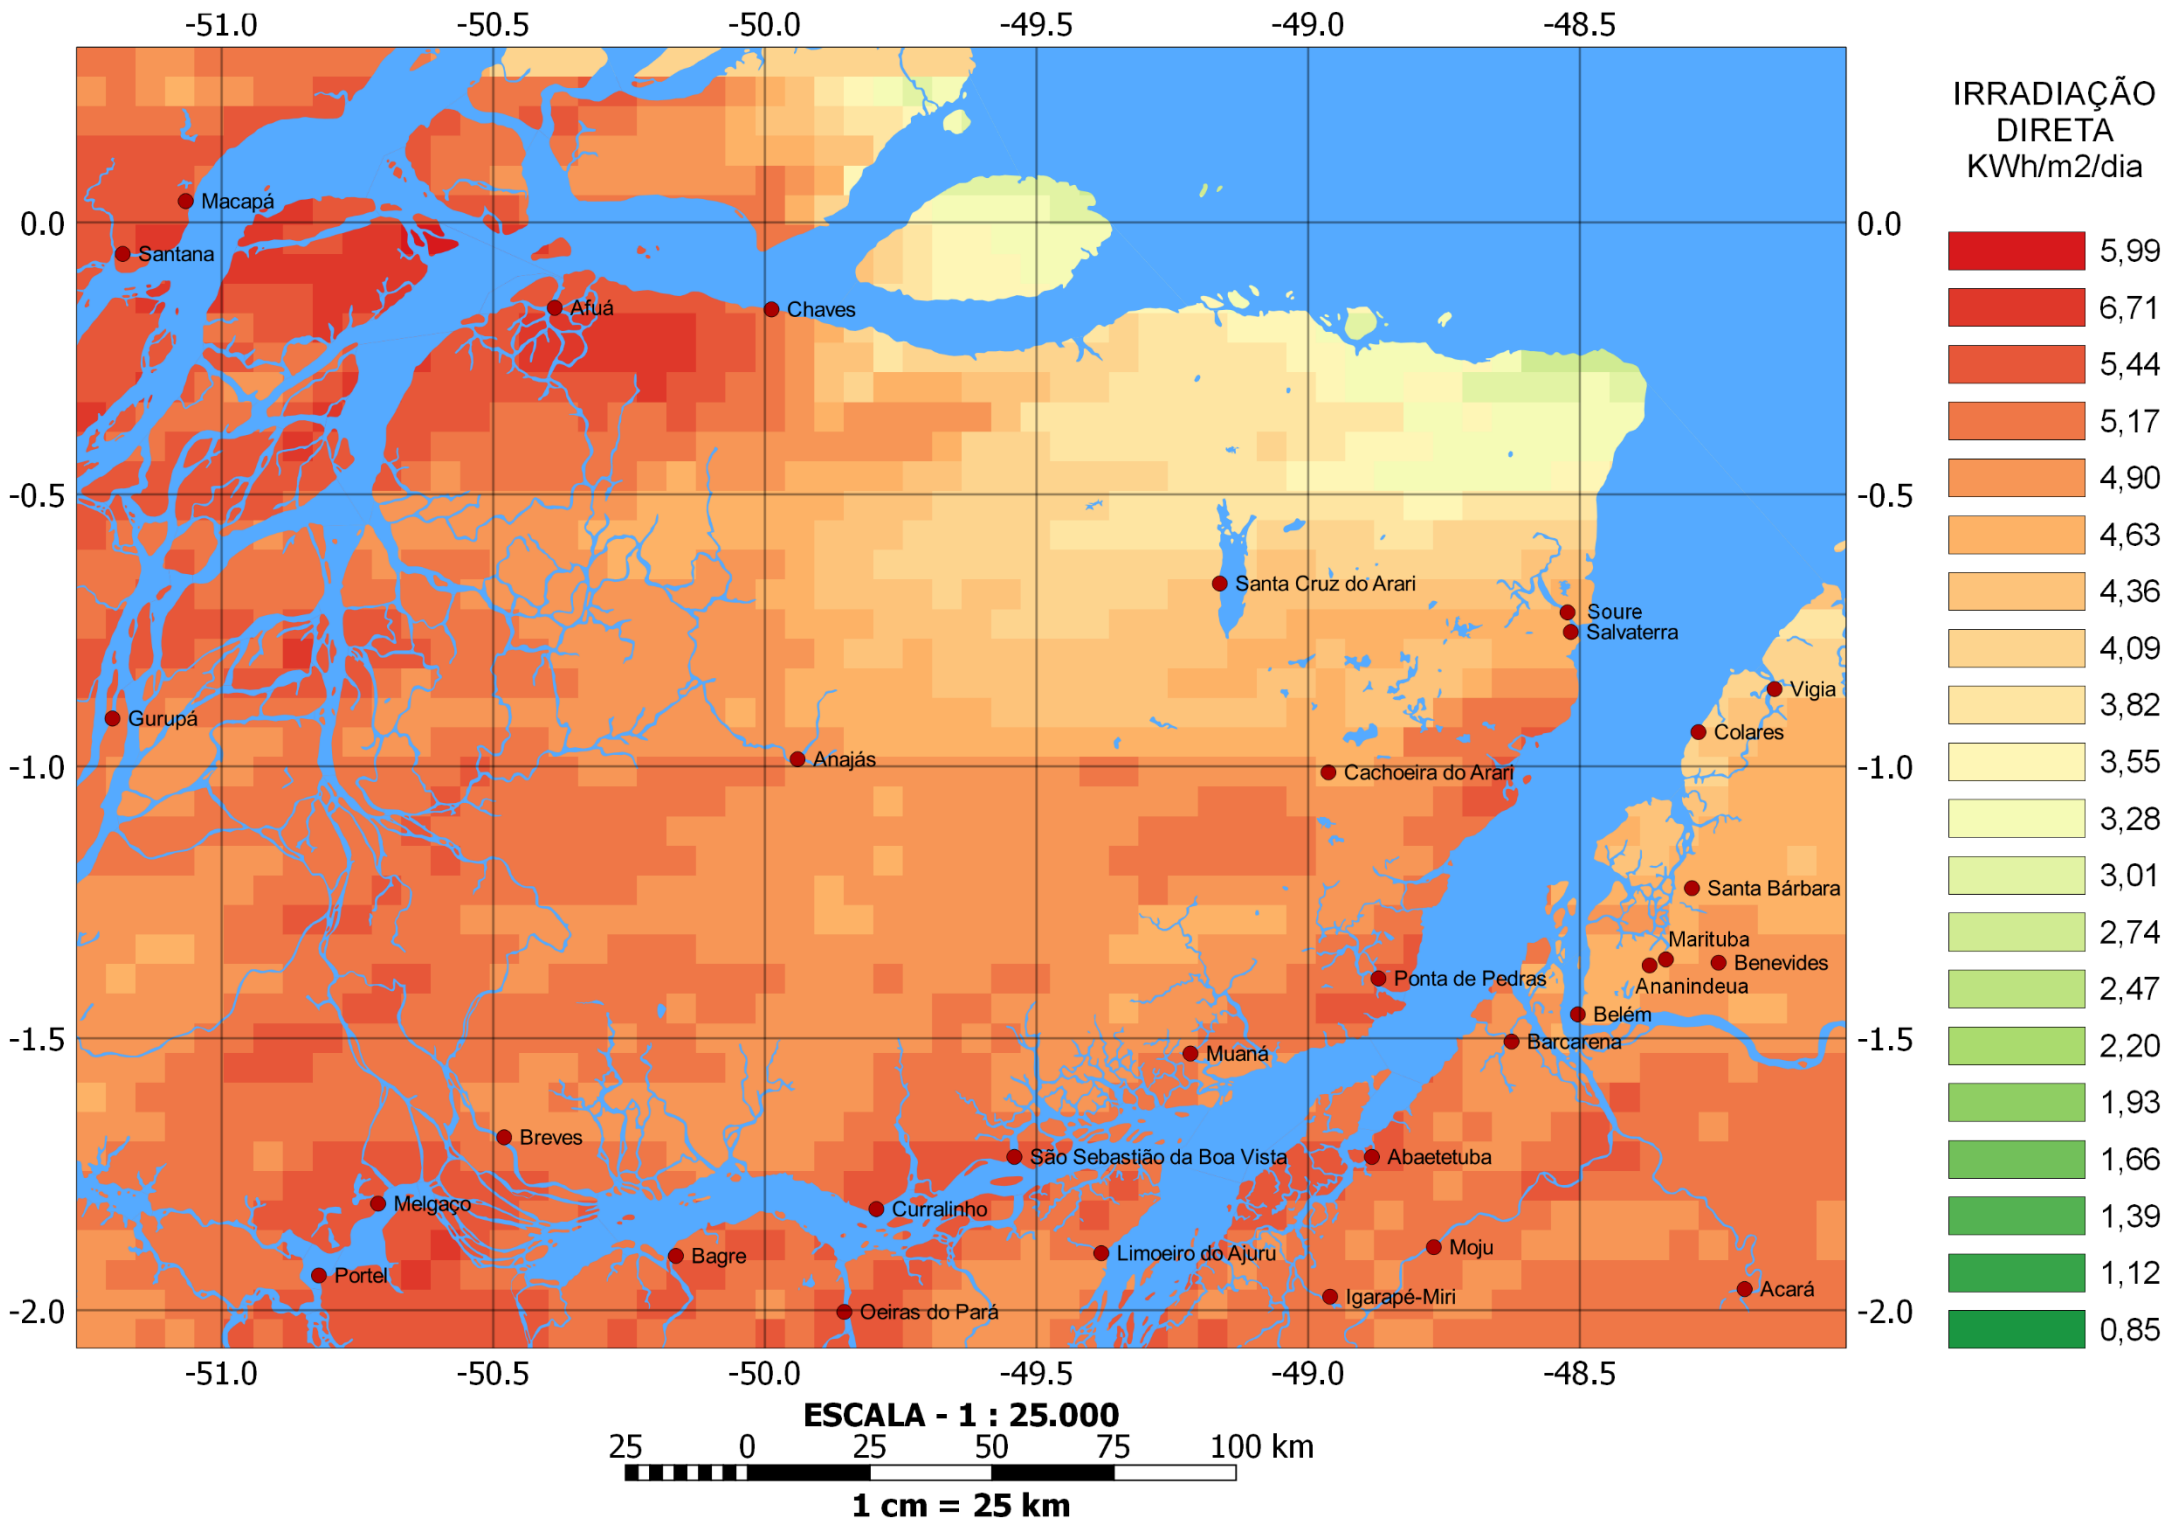 -51.0 -50.5 -50.0 -49.5 -49.0 -48.5
IRRADIAÇÃO
DIRETA
KWh/m2/dia
Macapá
0.0 0.0
Santana
5,99
6,71
5,44
5,17
4,90
4,63
4,36
4,09
3,82
3,55
3,28
3,01
2,74
2,47
2,20
1,93
1,66
1,39
1,12
0,85
Afuá
Chaves
-0.5 -0.5
Santa Cruz do Arari
Soure
Salvaterra
Vigia
Gurupá
Colares
Anajás
-1.0 -1.0
Cachoeira do Arari
Santa Bárbara
Marituba
Benevides
Ponta de Pedras
Ananindeua
Belém
-1.5 -1.5
Barcarena
Muaná
Breves
São Sebastião da Boa Vista
Abaetetuba
Melgaço
Curralinho
Moju
Limoeiro do Ajuru
Bagre
Portel
Acará
Igarapé-Miri
-2.0 -2.0
Oeiras do Pará
-51.0 -50.5 -50.0 -49.5 -49.0 -48.5
ESCALA - 1 : 25.000
25 0 25 50 75 100 km
1 cm = 25 km